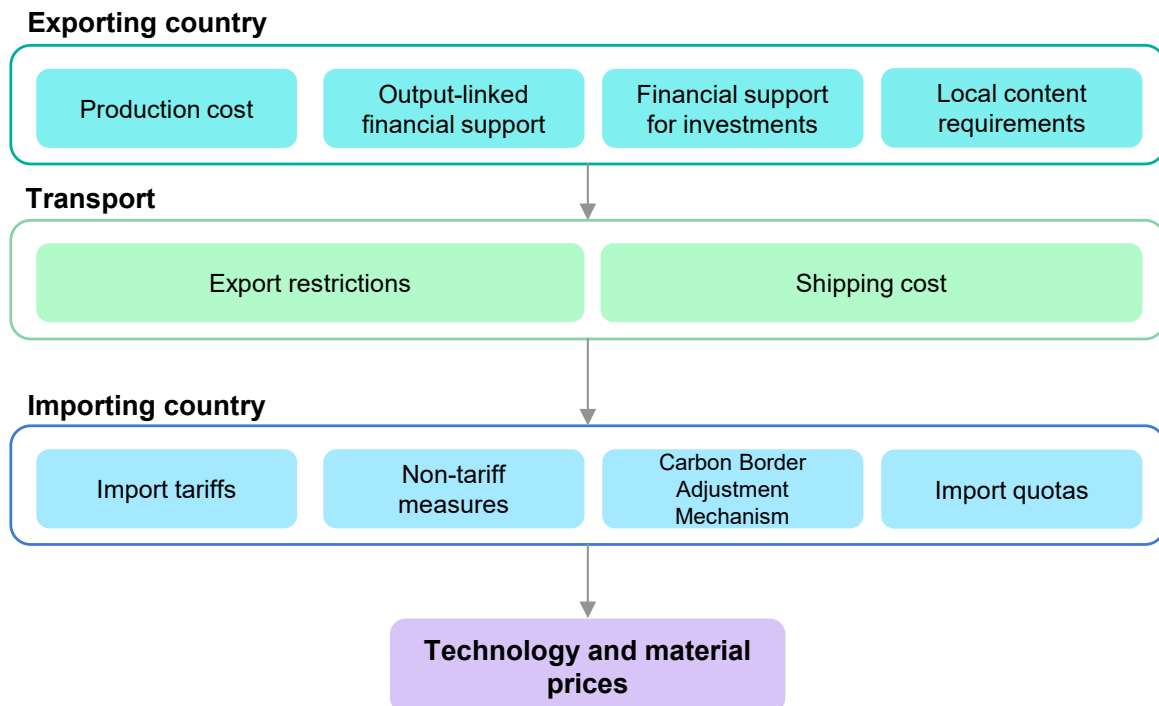 Exporting country
Production cost
Output-linked
financial support
Financial support
for investments
Local content
requirements
Transport
Export restrictions
Shipping cost
Importing country
Import tariffs
Non-tariff
measures
Carbon Border
Adjustment
Mechanism
Import quotas
Technology and material
prices